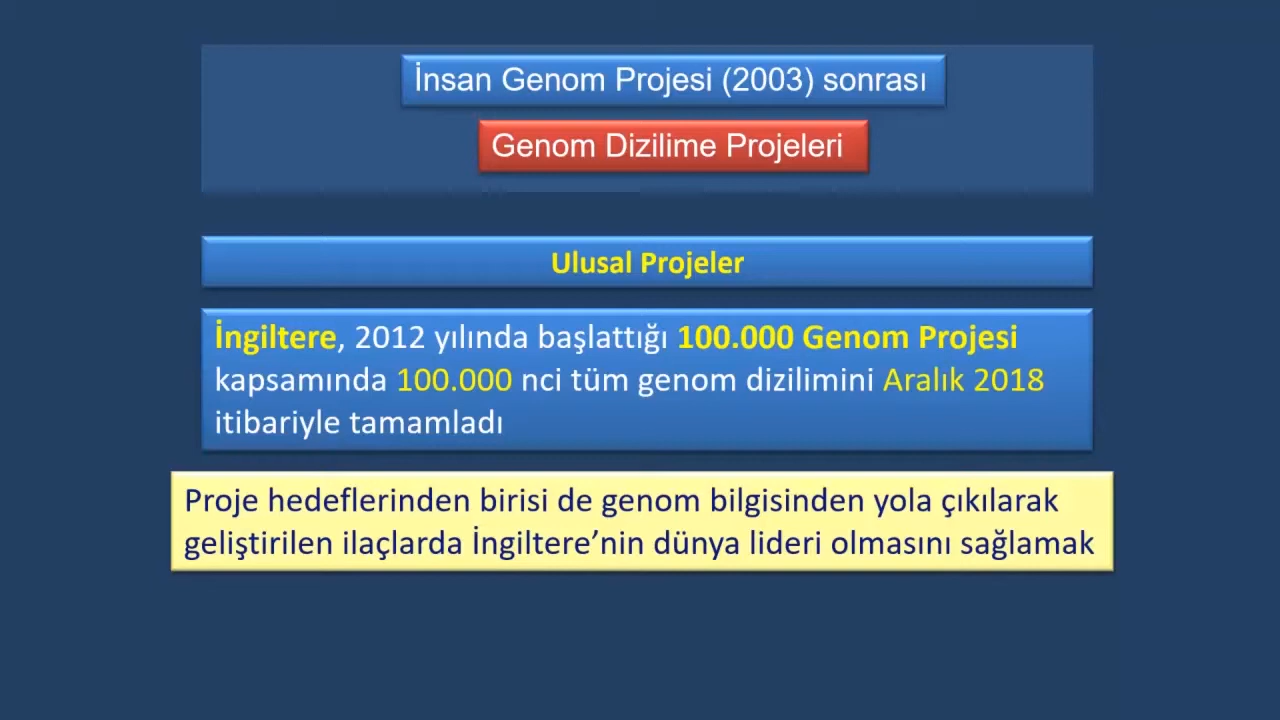 İnsan Genom Projesi (2003) sonrası
Genom Dizilime Projeleri
Ulusal Projeler
İngiltere, 2012 yılında başlattığı 100.000 Genom Projesi
kapsamında 100.000 nci tüm genom dizilimini Aralık 2018
itibariyle tamamladı
Proje hedeflerinden birisi de genom bilgisinden yola çıkılarak
geliştirilen ilaçlarda İngiltere’nin dünya lideri olmasını sağlamak